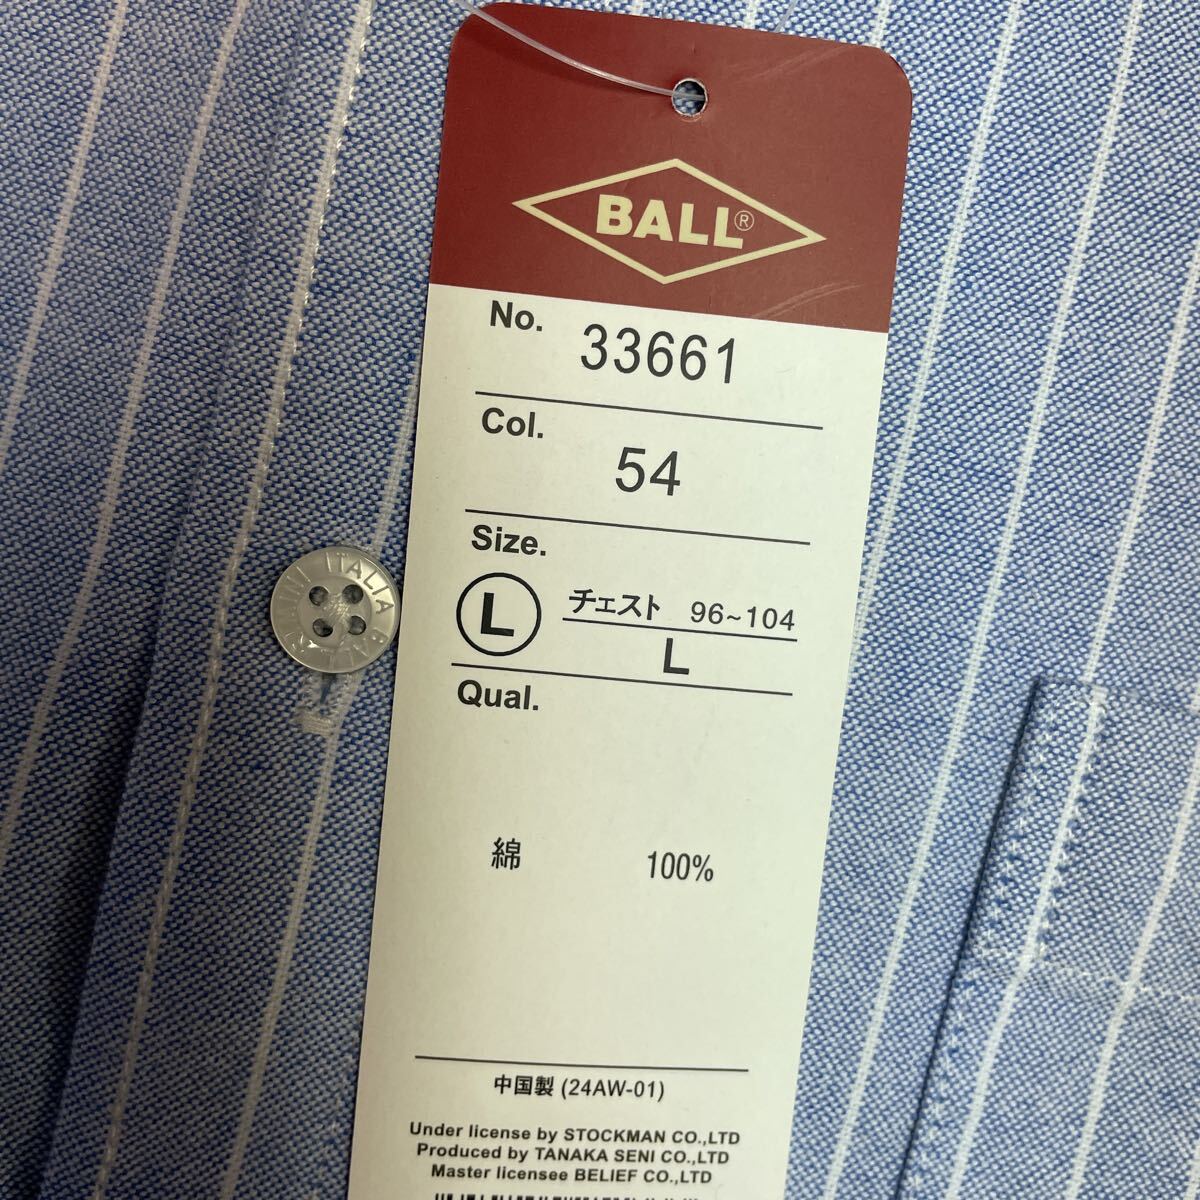 BALL®
No. 33661
Col. 54
Size.
L チェスト 96~104
L
Qual.
綿 100%
中国製 (24AW-01)
Under license by STOCKMAN CO.,LTD
Produced by TANAKA SENI CO.,LTD
Master licensee BELIEF CO.,LTD
ITALIA